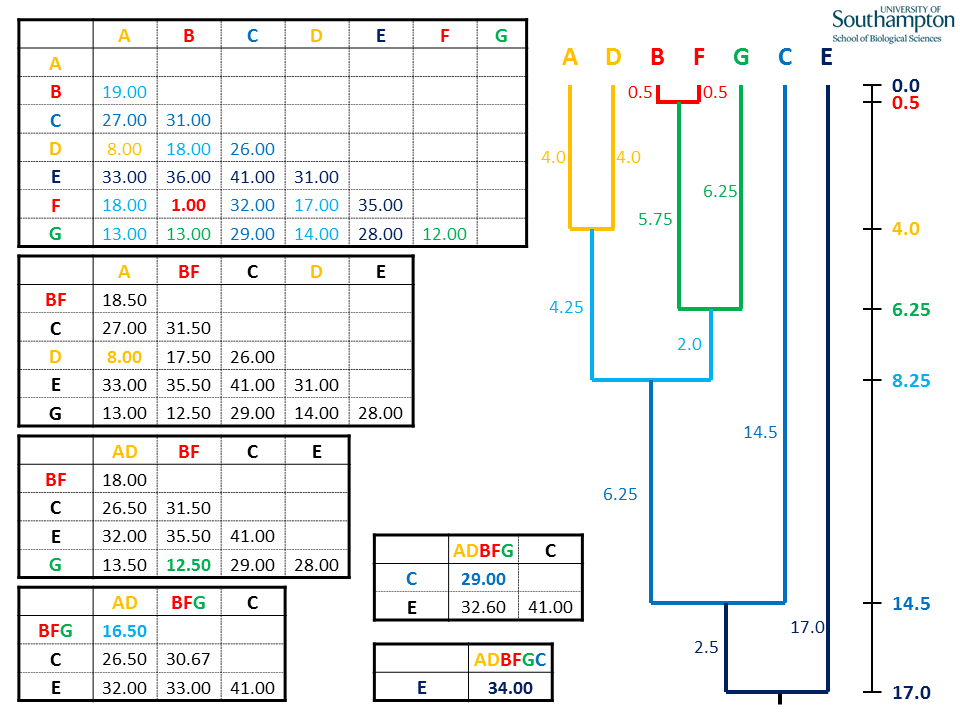 UNIVERSITY OF
Southampton
School of Biological Sciences
A B C D E F G
A
B 19.00
C 27.00 31.00
D 8.00 18.00 26.00
E 33.00 36.00 41.00 31.00
F 18.00 1.00 32.00 17.00 35.00
G 13.00 13.00 29.00 14.00 28.00 12.00
A BF C D E
BF 18.50
C 27.00 31.50
D 8.00 17.50 26.00
E 33.00 35.50 41.00 31.00
G 13.00 12.50 29.00 14.00 28.00
AD BF C E
BF 18.00
C 26.50 31.50
E 32.00 35.50 41.00
G 13.50 12.50 29.00 28.00
AD BFG C
BFG 16.50
C 26.50 30.67
E 32.00 33.00 41.00
ADBFG C
C 29.00
E 32.60 41.00
ADBFGC
E 34.00
A D B F G C E
0.5 0.5
4.0 4.0
6.25
5.75
4.25
2.0
14.5
6.25
17.0
2.5
0.0
0.5
4.0
6.25
8.25
14.5
17.0